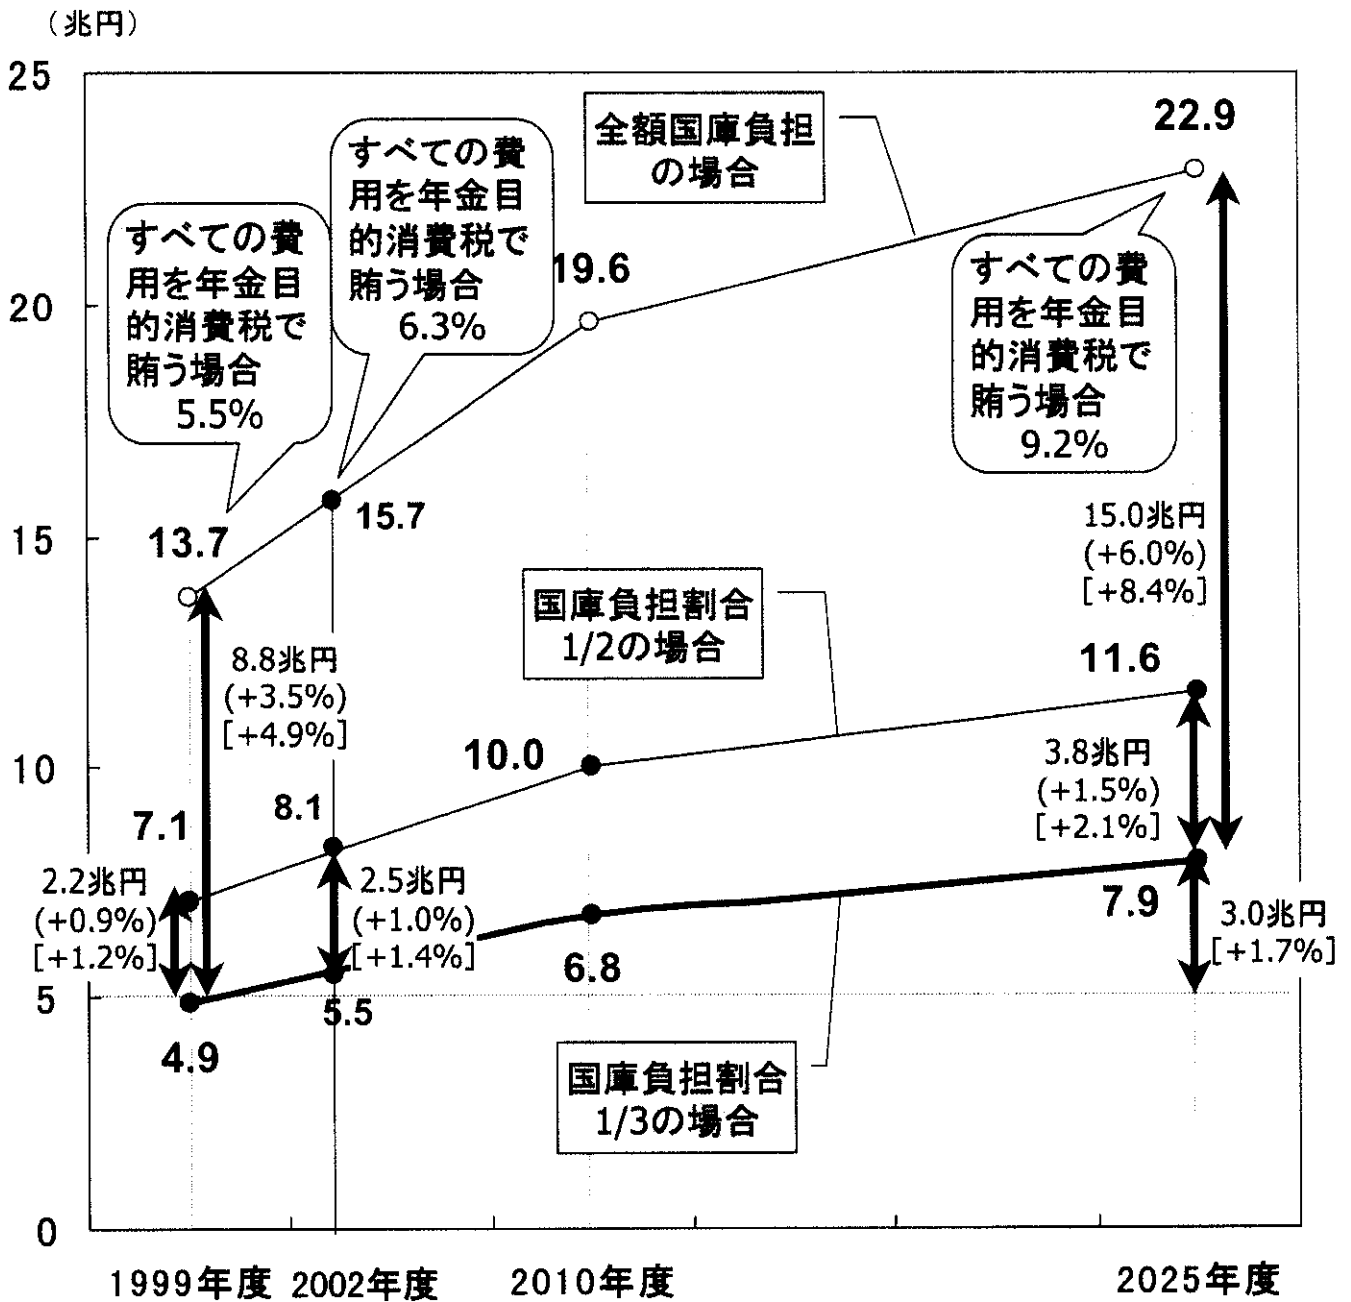 （兆円）
25
20
15
10
5
0
全額国庫負担
の場合
22.9
すべての費
用を年金目
的消費税で
賄う場合
6.3%
すべての費
用を年金目
的消費税で
賄う場合
5.5%
19.6
すべての費
用を年金目
的消費税で
賄う場合
9.2%
13.7
15.7
15.0兆円
(+6.0%)
[+8.4%]
国庫負担割合
1/2の場合
8.8兆円
(+3.5%)
[+4.9%]
11.6
10.0
3.8兆円
(+1.5%)
[+2.1%]
7.1
8.1
2.2兆円
(+0.9%)
[+1.2%]
2.5兆円
(+1.0%)
[+1.4%]
7.9
3.0兆円
[+1.7%]
6.8
5.5
4.9
国庫負担割合
1/3の場合
1999年度
2002年度
2010年度
2025年度